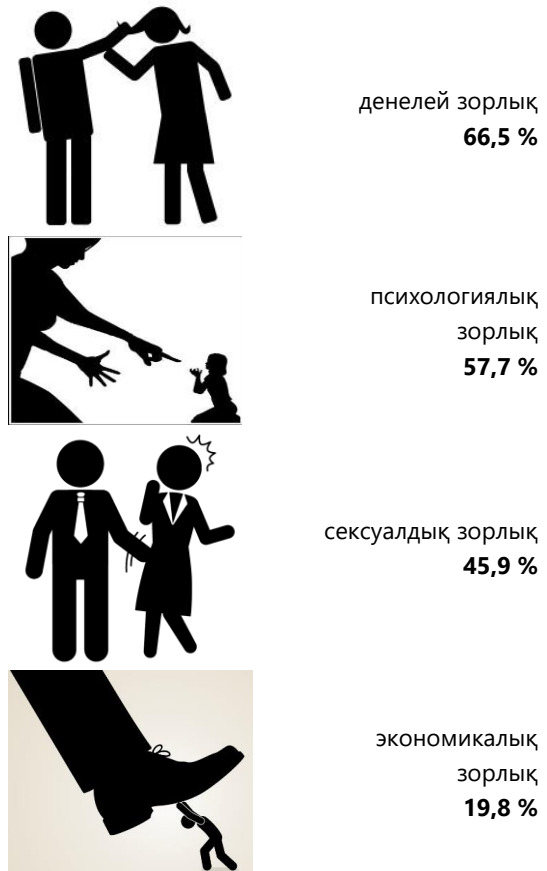 денелей зорлық
66,5 %
психологиялық
зорлық
57,7 %
сексуалдық зорлық
45,9 %
экономикалық
зорлық
19,8 %